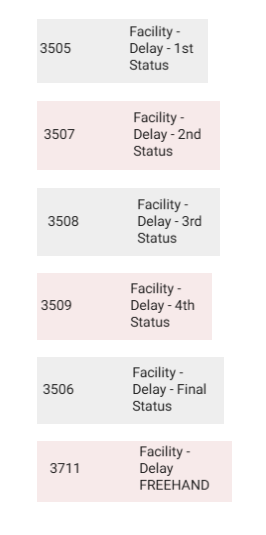 3505
Facility -
Delay - 1st
Status
3507
Facility -
Delay - 2nd
Status
3508
Facility -
Delay - 3rd
Status
3509
Facility -
Delay - 4th
Status
3506
Facility -
Delay - Final
Status
3711
Facility -
Delay
FREEHAND